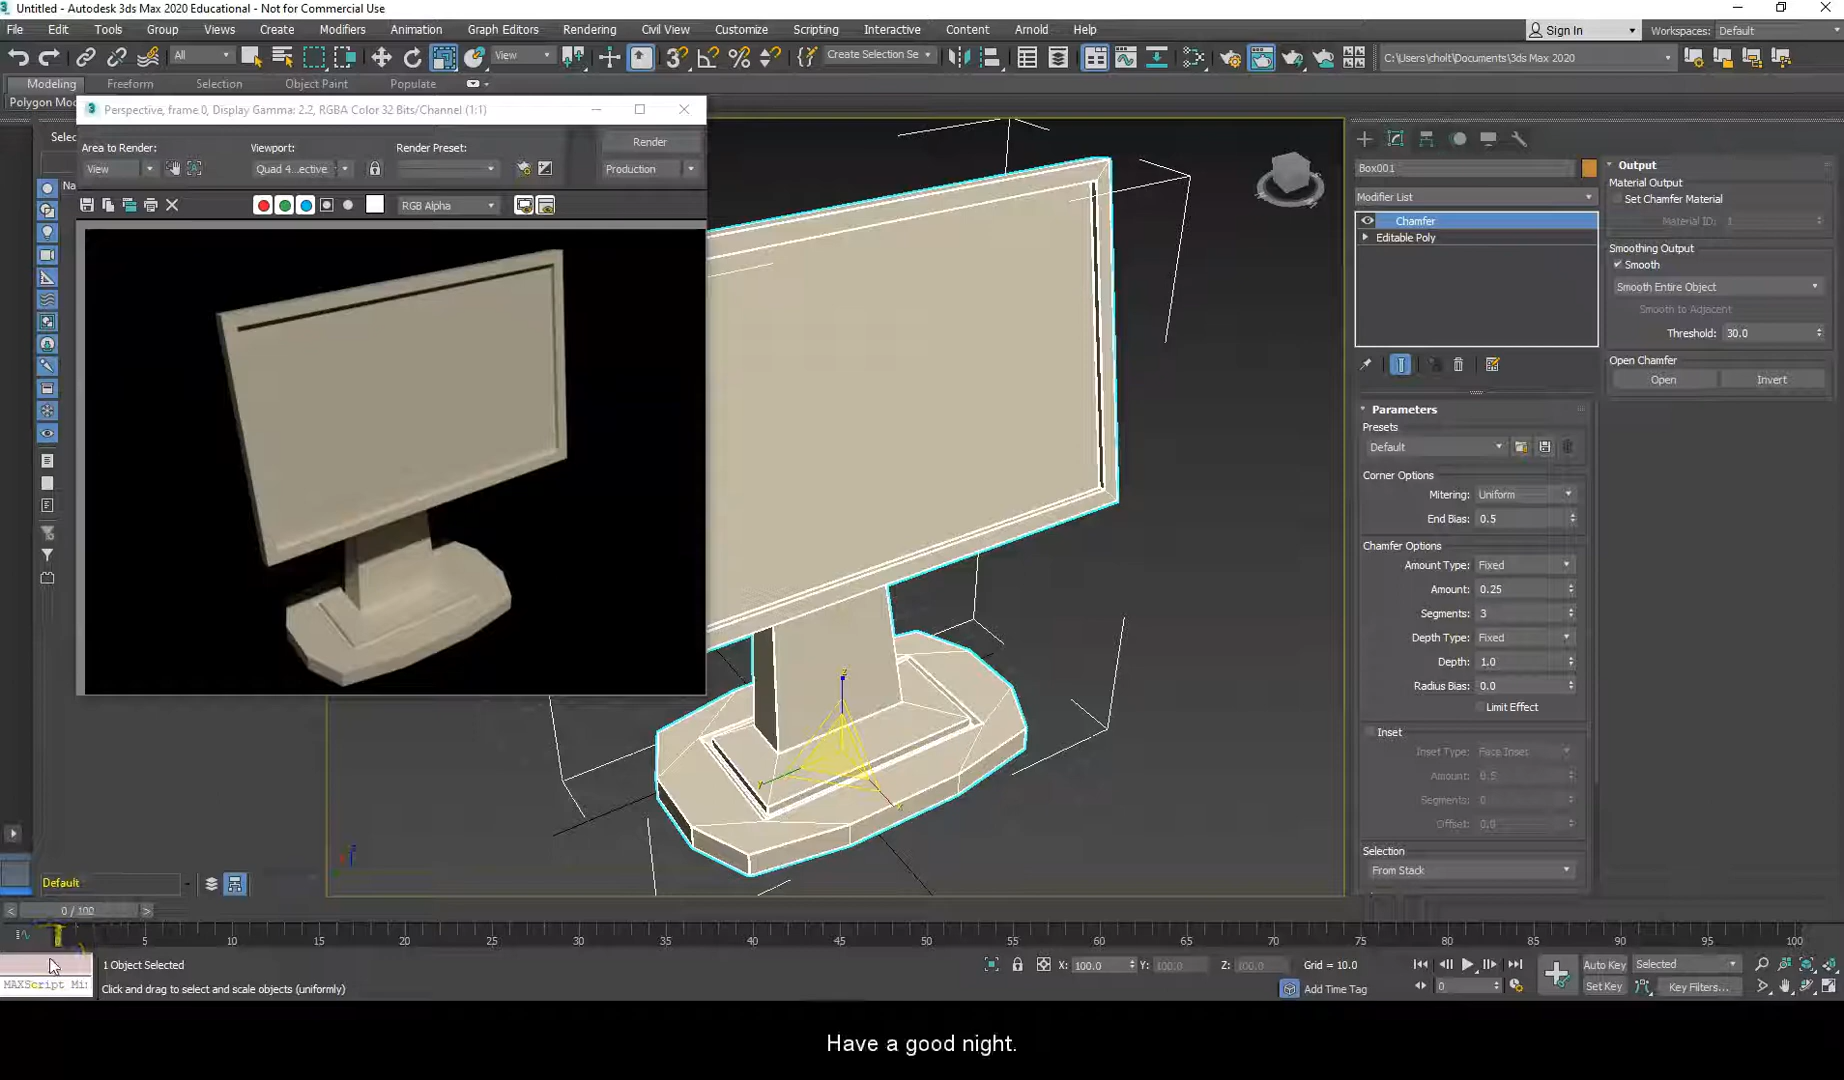 Untitled - Autodesk 3ds Max 2020 Educational - Not for Commercial Use
File Edit Tools Group Views Create Modifiers Animation Graph Editors Rendering Civil View Customize Scripting Interactive Content Arnold Help
Sign In
Workspaces: Default
All
View
Create Selection Se
C:\Users\cholt\Documents\3ds Max 2020
Modeling Freeform Selection Object Paint Populate
Polygon Mo
Perspective, frame 0, Display Gamma: 2.2, RGBA Color 32 Bits/Channel (1:1)
Selec
Na
Area to Render:
View
Viewport:
Quad 4...ective
Render Preset:
Render
Production
RGB Alpha
Box001
Modifier List
Chamfer
Editable Poly
Parameters
Presets
Default
Corner Options
Mitering: Uniform
End Bias: 0.5
Chamfer Options
Amount Type: Fixed
Amount: 0.25
Segments: 3
Depth Type: Fixed
Depth: 1.0
Radius Bias: 0.0
Limit Effect
Inset
Inset Type: Face Inset
Amount: 0.5
Segments: 0
Offset: 0.0
Selection
From Stack
Output
Material Output
Set Chamfer Material
Material ID: 1
Smoothing Output
Smooth
Smooth Entire Object
Smooth to Adjacent
Threshold: 30.0
Open Chamfer
Open Invert
z
y
x
Default
0 / 100
5 10 15 20 25 30 35 40 45 50 55 60 65 70 75 80 85 90 95 100
1 Object Selected
X: 100.0 Y: 100.0 Z: 100.0 Grid = 10.0
Auto Key Selected
MAXScript Mi
Click and drag to select and scale objects (uniformly)
Add Time Tag
0
Set Key Key Filters...
Have a good night.